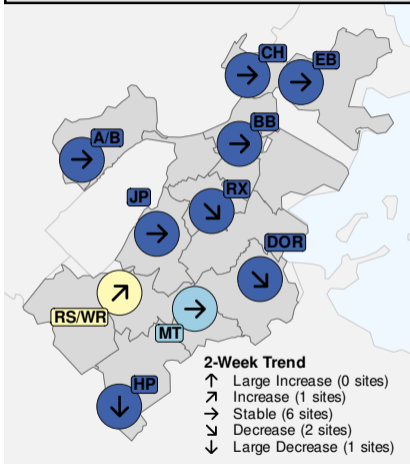 CH
EB
BB
A/B
RX
JP
DOR
RS/WR
MT
HP
2-Week Trend
↑ Large Increase (0 sites)
↗ Increase (1 sites)
→ Stable (6 sites)
↘ Decrease (2 sites)
↓ Large Decrease (1 sites)